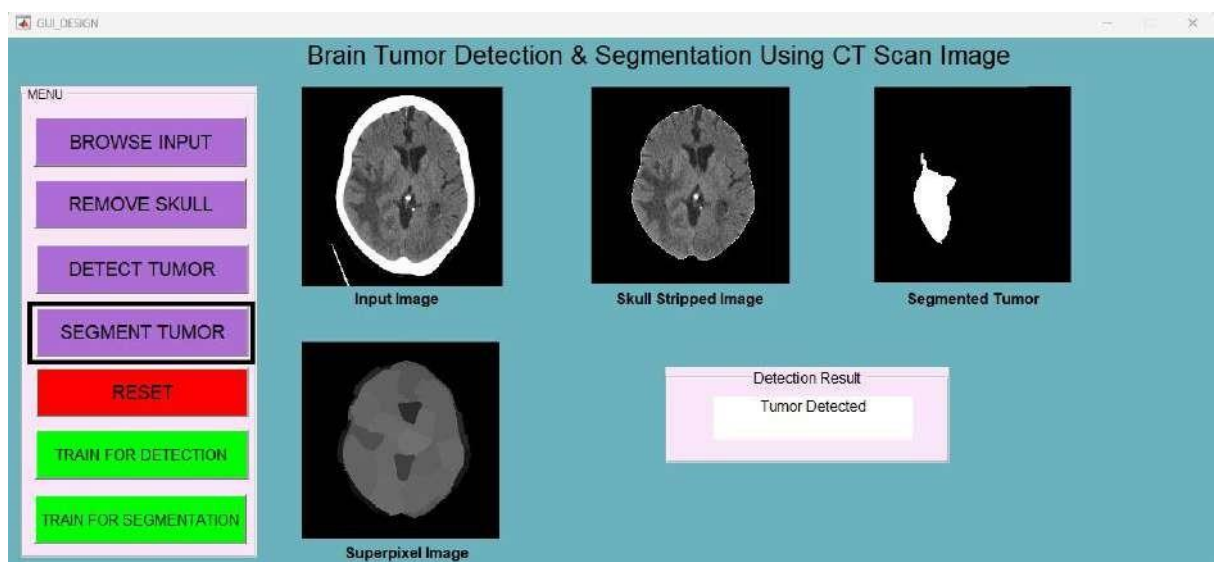 GUI_DESIGN
Brain Tumor Detection & Segmentation Using CT Scan Image
MENU
BROWSE INPUT
REMOVE SKULL
DETECT TUMOR
SEGMENT TUMOR
RESET
TRAIN FOR DETECTION
TRAIN FOR SEGMENTATION
Input Image
Skull Stripped Image
Segmented Tumor
Superpixel Image
Detection Result
Tumor Detected